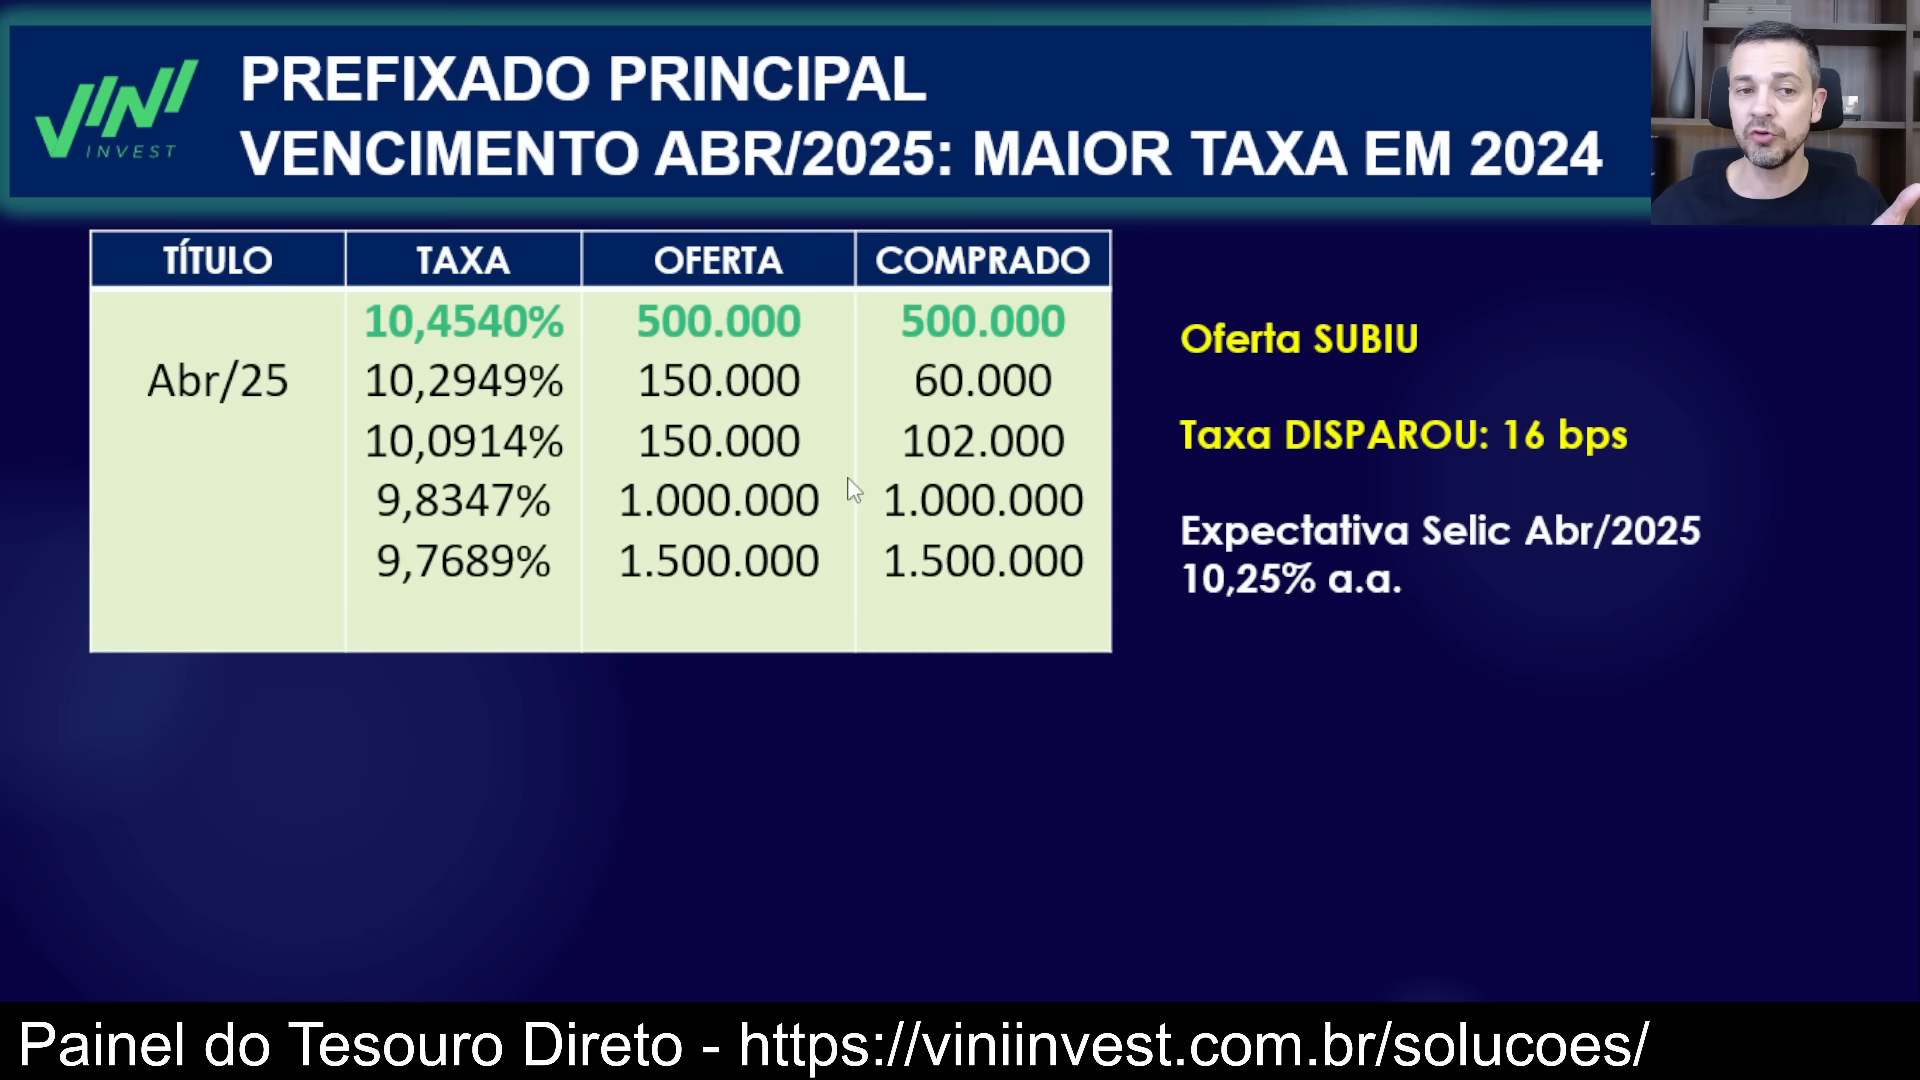 VINI
INVEST
PREFIXADO PRINCIPAL
VENCIMENTO ABR/2025: MAIOR TAXA EM 2024
TÍTULO TAXA OFERTA COMPRADO
10,4540% 500.000 500.000
Abr/25 10,2949% 150.000 60.000
10,0914% 150.000 102.000
9,8347% 1.000.000 1.000.000
9,7689% 1.500.000 1.500.000
Oferta SUBIU
Taxa DISPAROU: 16 bps
Expectativa Selic Abr/2025
10,25% a.a.
Painel do Tesouro Direto - https://viniinvest.com.br/solucoes/